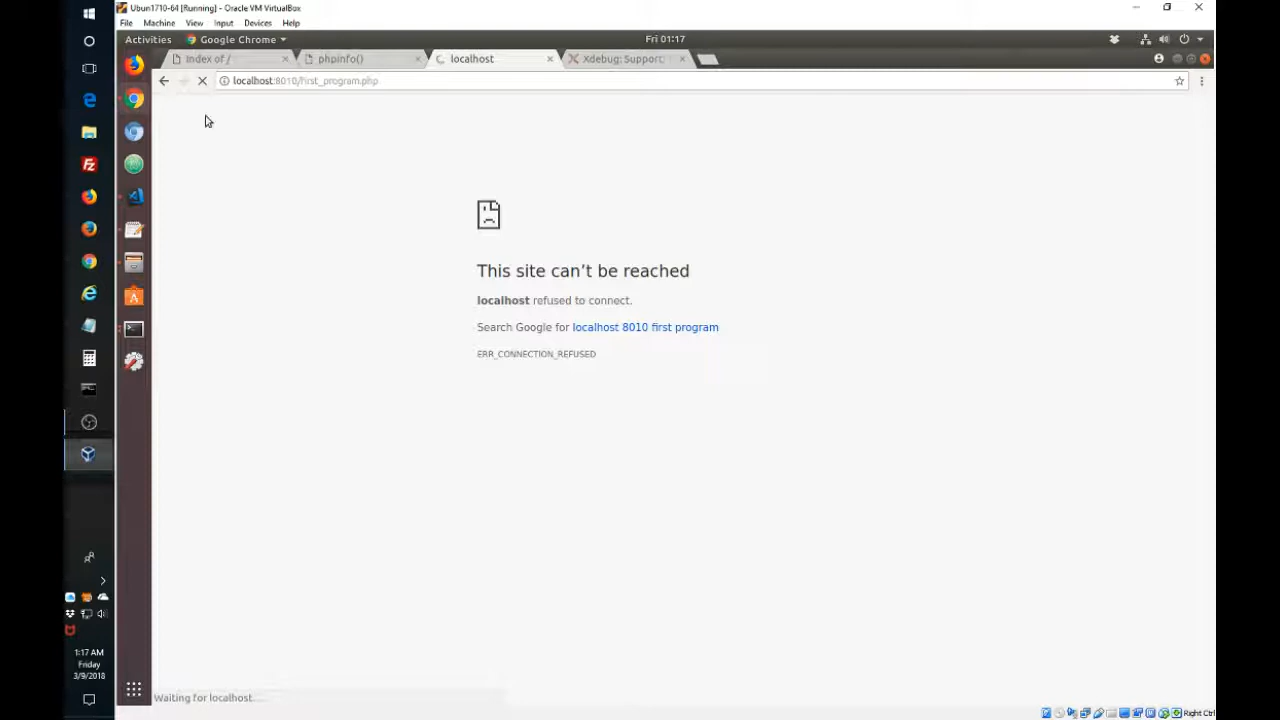 Ubun1710-64 [Running] - Oracle VM VirtualBox
File Machine View Input Devices Help
Activities Google Chrome Fri 01:17
Index of / phpinfo() localhost Xdebug: Support;
localhost:8010/first_program.php
This site can't be reached
localhost refused to connect.
Search Google for localhost 8010 first program
ERR_CONNECTION_REFUSED
1:17 AM
Friday
3/9/2018
Waiting for localhost...
Right Ctrl